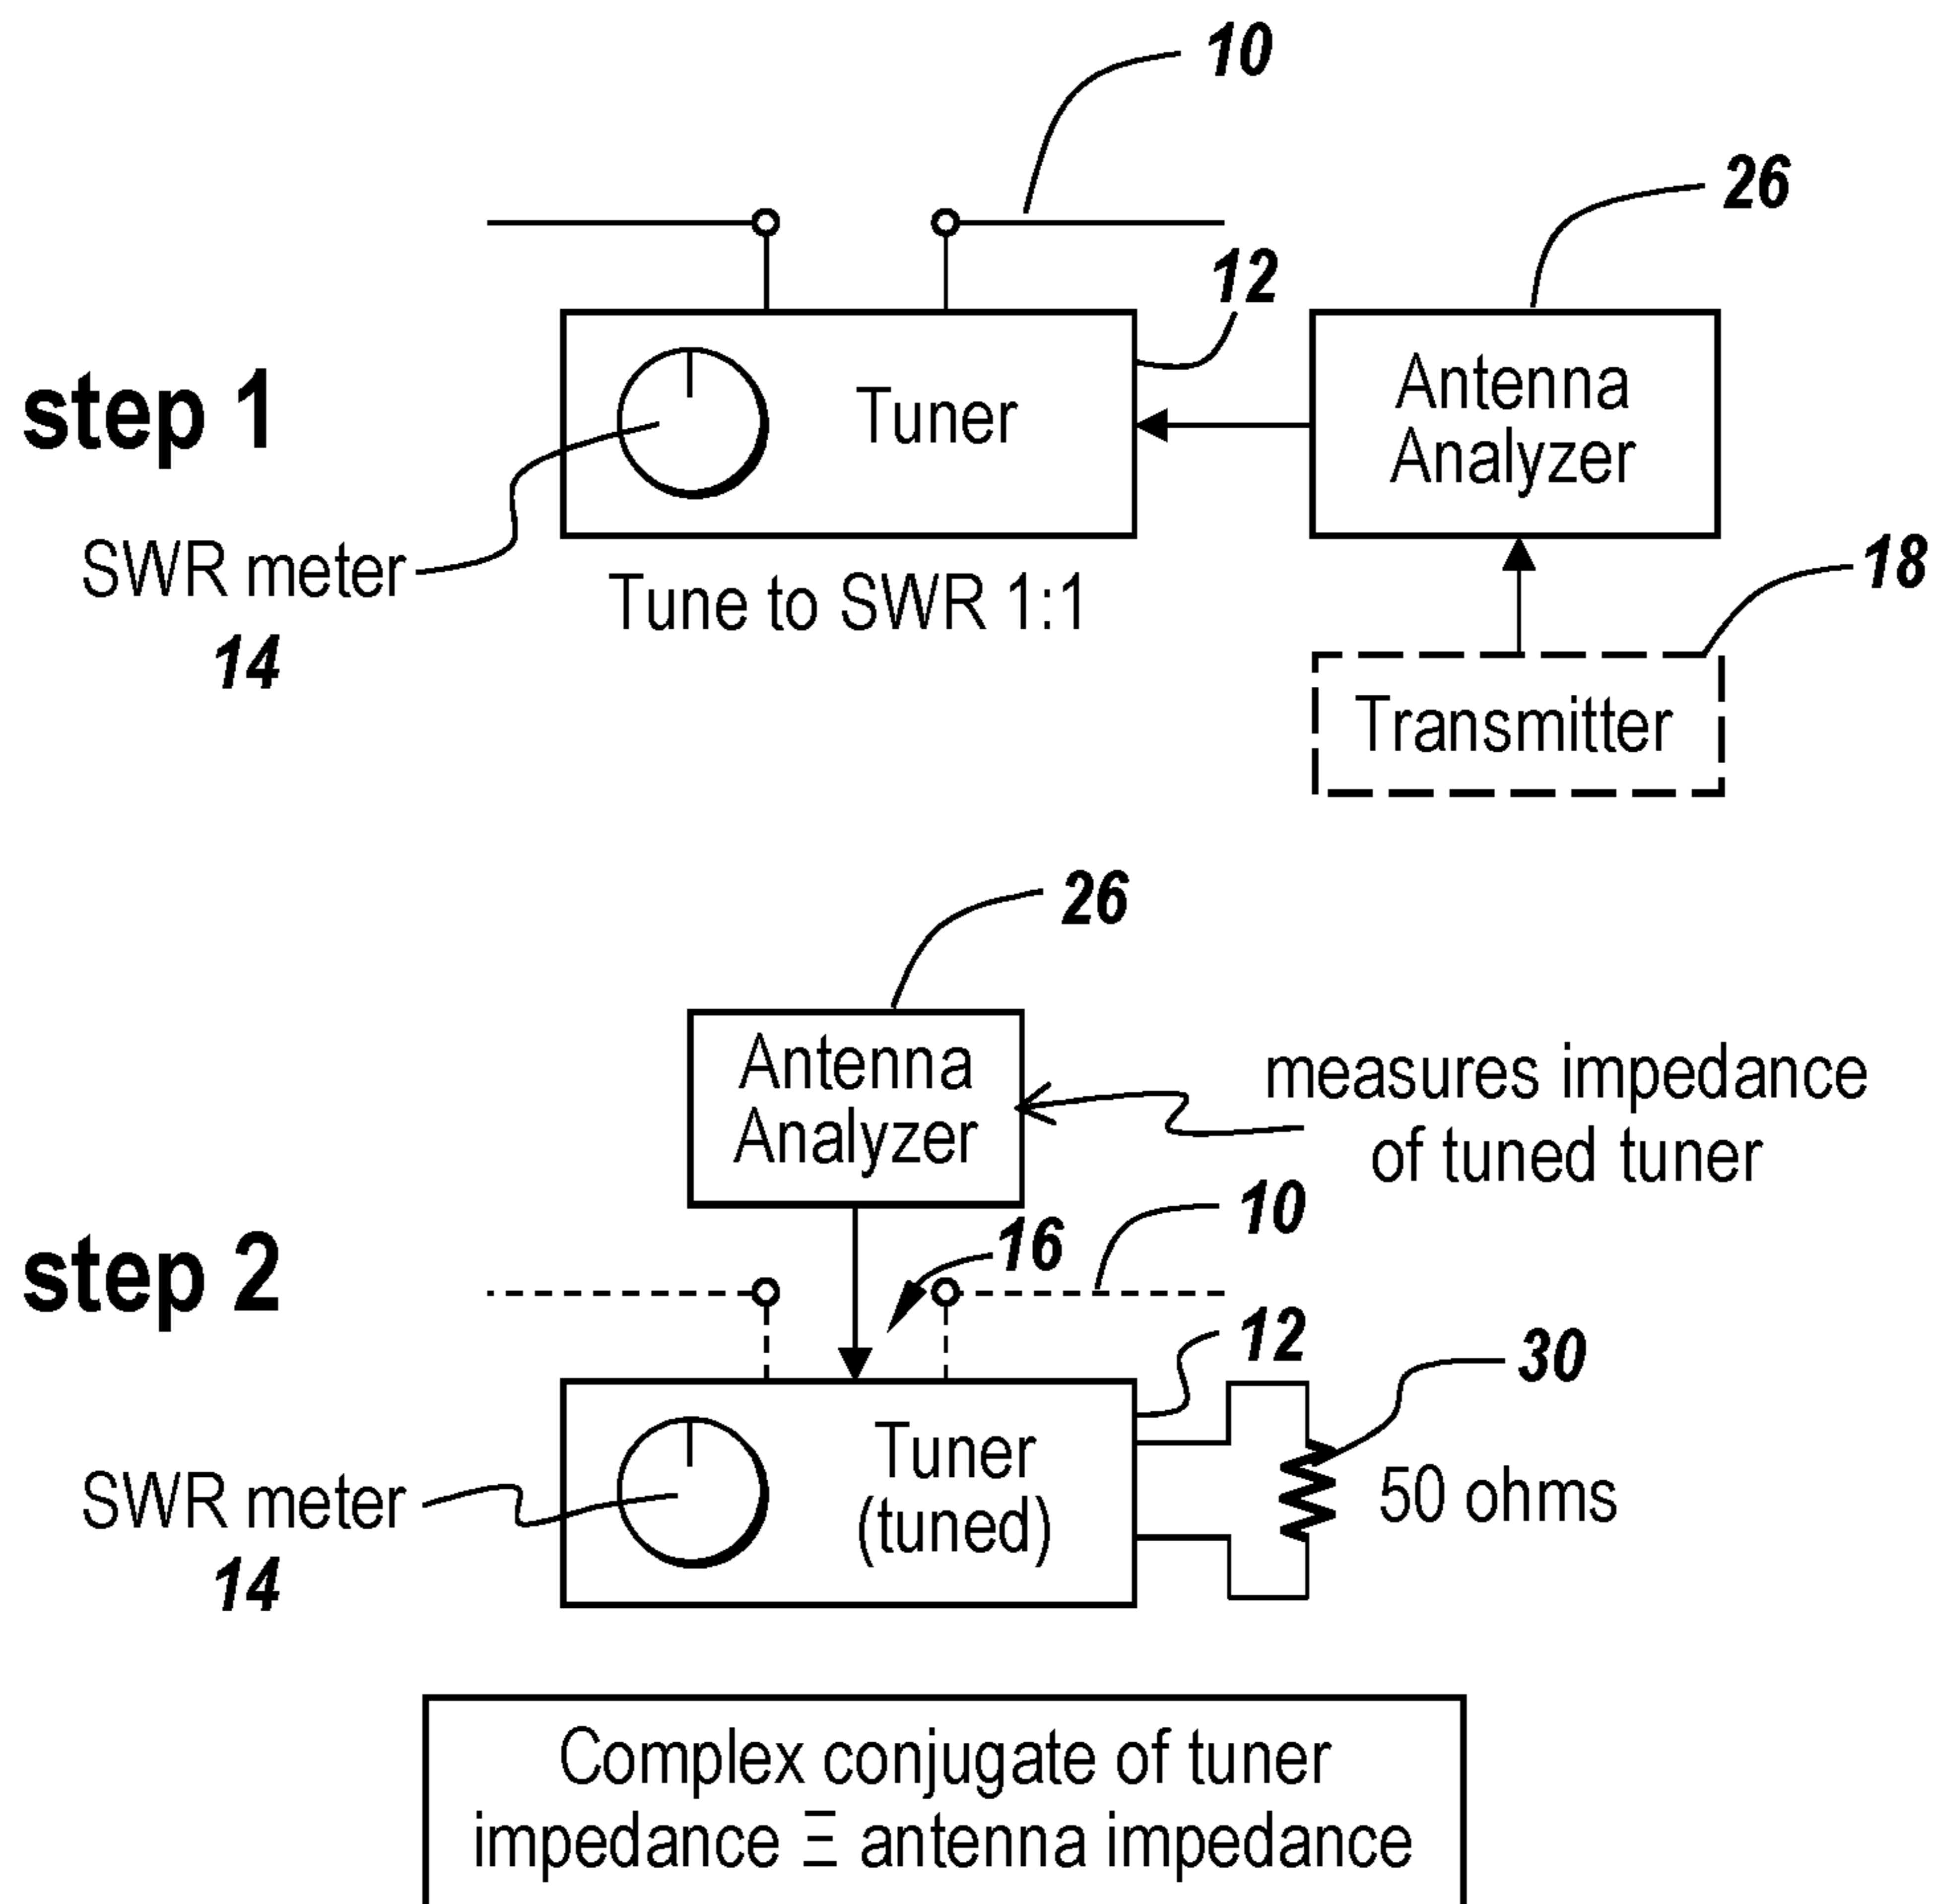 10
26
12
step 1
Tuner
Antenna
Analyzer
SWR meter
14
Tune to SWR 1:1
18
Transmitter
26
Antenna
Analyzer
measures impedance
of tuned tuner
10
16
step 2
12
30
Tuner
(tuned)
SWR meter
14
50 ohms
Complex conjugate of tuner
impedance Ξ antenna impedance